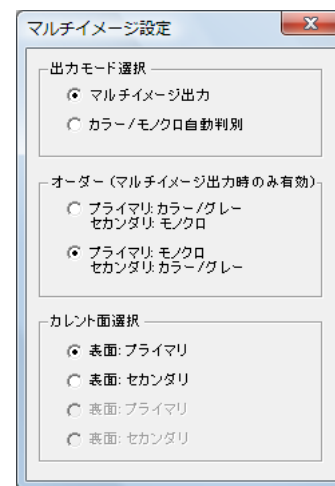 マルチイメージ設定
出力モード選択
マルチイメージ出力
カラー/モノクロ自動判別
オーダー(マルチイメージ出力時のみ有効)
プライマリ:カラー/グレー
セカンダリ:モノクロ
プライマリ:モノクロ
セカンダリ:カラー/グレー
カレント面選択
表面:プライマリ
表面:セカンダリ
裏面:プライマリ
裏面:セカンダリ